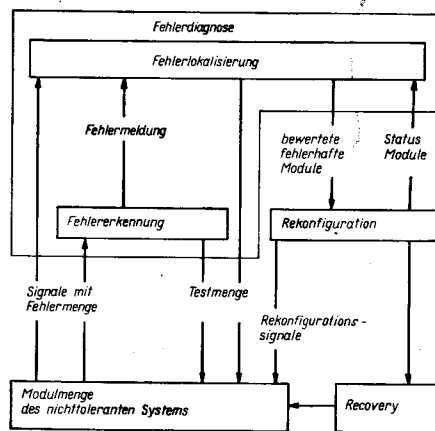 Fehlerdiagnose
Fehlerlokalisierung
Fehlermeldung
bewertete
fehlerhafte
Module
Status
Module
Fehlererkennung
Rekonfiguration
Signale mit
Fehlermenge
Testmenge
Rekonfigurations-
signale
Modulmenge
des nichttoleranten Systems
Recovery